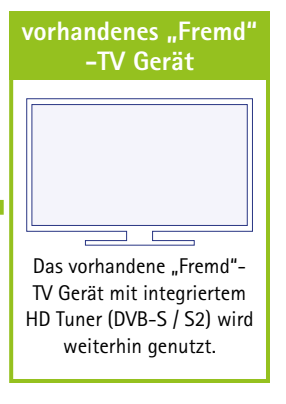 vorhandenes „Fremd“
-TV Gerät
Das vorhandene „Fremd“-
TV Gerät mit integriertem
HD Tuner (DVB-S / S2) wird
weiterhin genutzt.